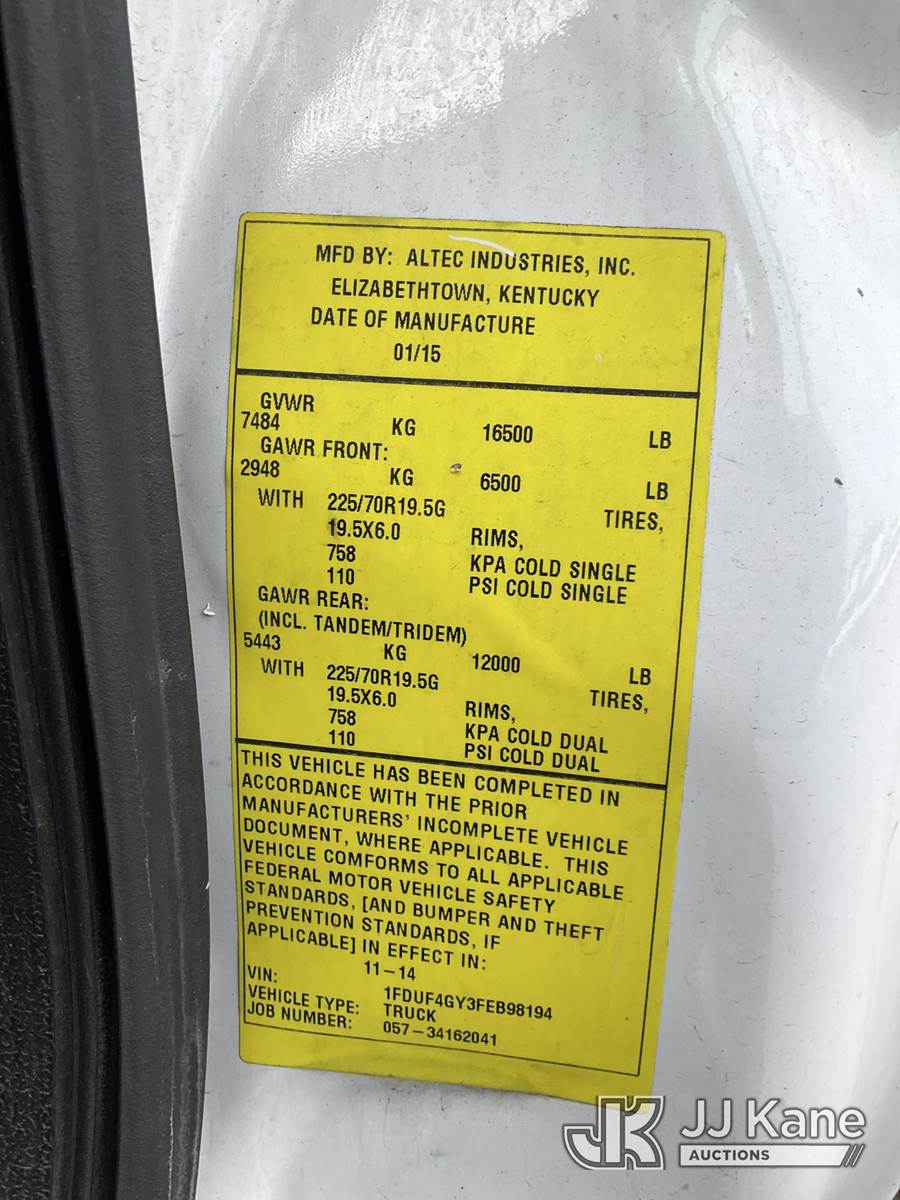 MFD BY: ALTEC INDUSTRIES, INC.
ELIZABETHTOWN, KENTUCKY
DATE OF MANUFACTURE
01/15
GVWR
7484 KG 16500 LB
GAWR FRONT:
2948 KG 6500 LB
WITH 225/70R19.5G TIRES,
19.5X6.0 RIMS,
758 KPA COLD SINGLE
110 PSI COLD SINGLE
GAWR REAR:
(INCL. TANDEM/TRIDEM)
5443 KG 12000 LB
WITH 225/70R19.5G TIRES,
19.5X6.0 RIMS,
758 KPA COLD DUAL
110 PSI COLD DUAL
THIS VEHICLE HAS BEEN COMPLETED IN
ACCORDANCE WITH THE PRIOR
MANUFACTURERS' INCOMPLETE VEHICLE
DOCUMENT, WHERE APPLICABLE. THIS
VEHICLE COMFORMS TO ALL APPLICABLE
FEDERAL MOTOR VEHICLE SAFETY
STANDARDS, [AND BUMPER AND THEFT
PREVENTION STANDARDS, IF
APPLICABLE] IN EFFECT IN:
11-14
VIN: 1FDUF4GY3FEB98194
VEHICLE TYPE: TRUCK
JOB NUMBER: 057-34162041
JK JJ Kane
AUCTIONS